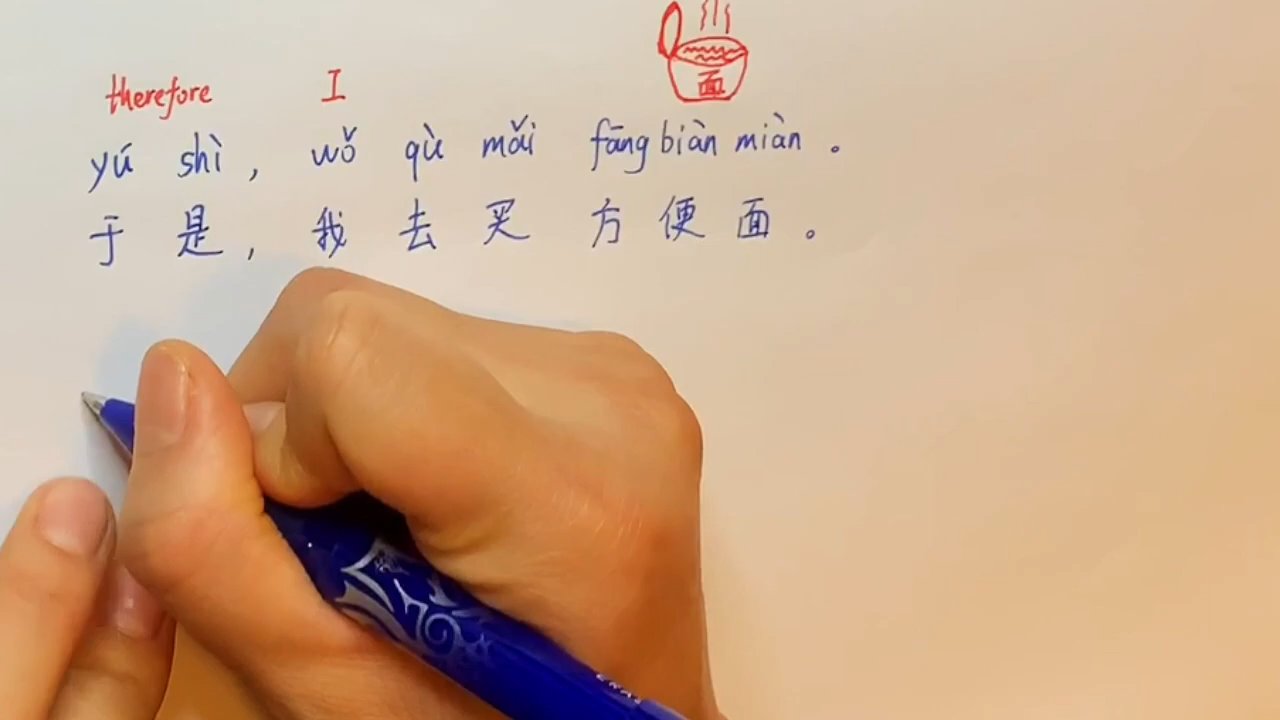 therefore I
面
yú shì, wǒ qù mǎi fāng biàn miàn。
于是，我去买方便面。